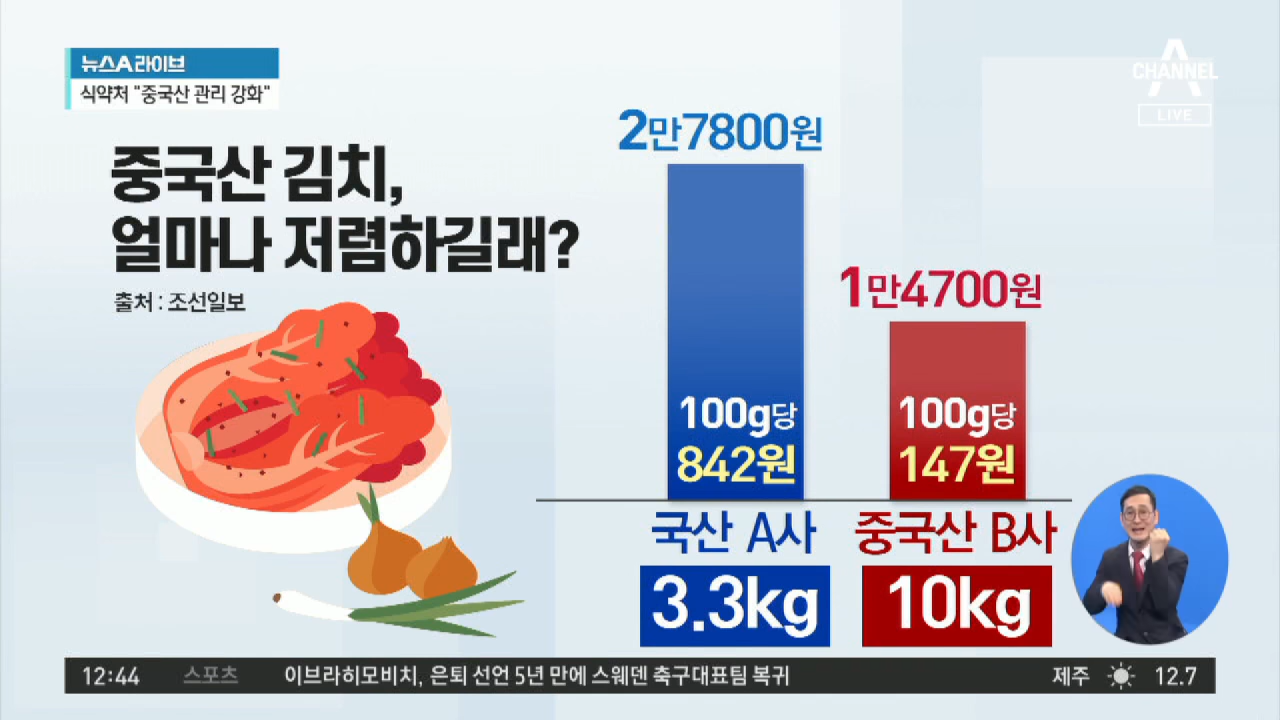 뉴스A 라이브
식약처 "중국산 관리 강화"
CHANNEL A
LIVE
중국산 김치,
얼마나 저렴하길래?
출처 : 조선일보
2만7800원
100g당
842원
국산 A사
3.3kg
1만4700원
100g당
147원
중국산 B사
10kg
12:44 스포츠 이브라히모비치, 은퇴 선언 5년 만에 스웨덴 축구대표팀 복귀 제주 12.7